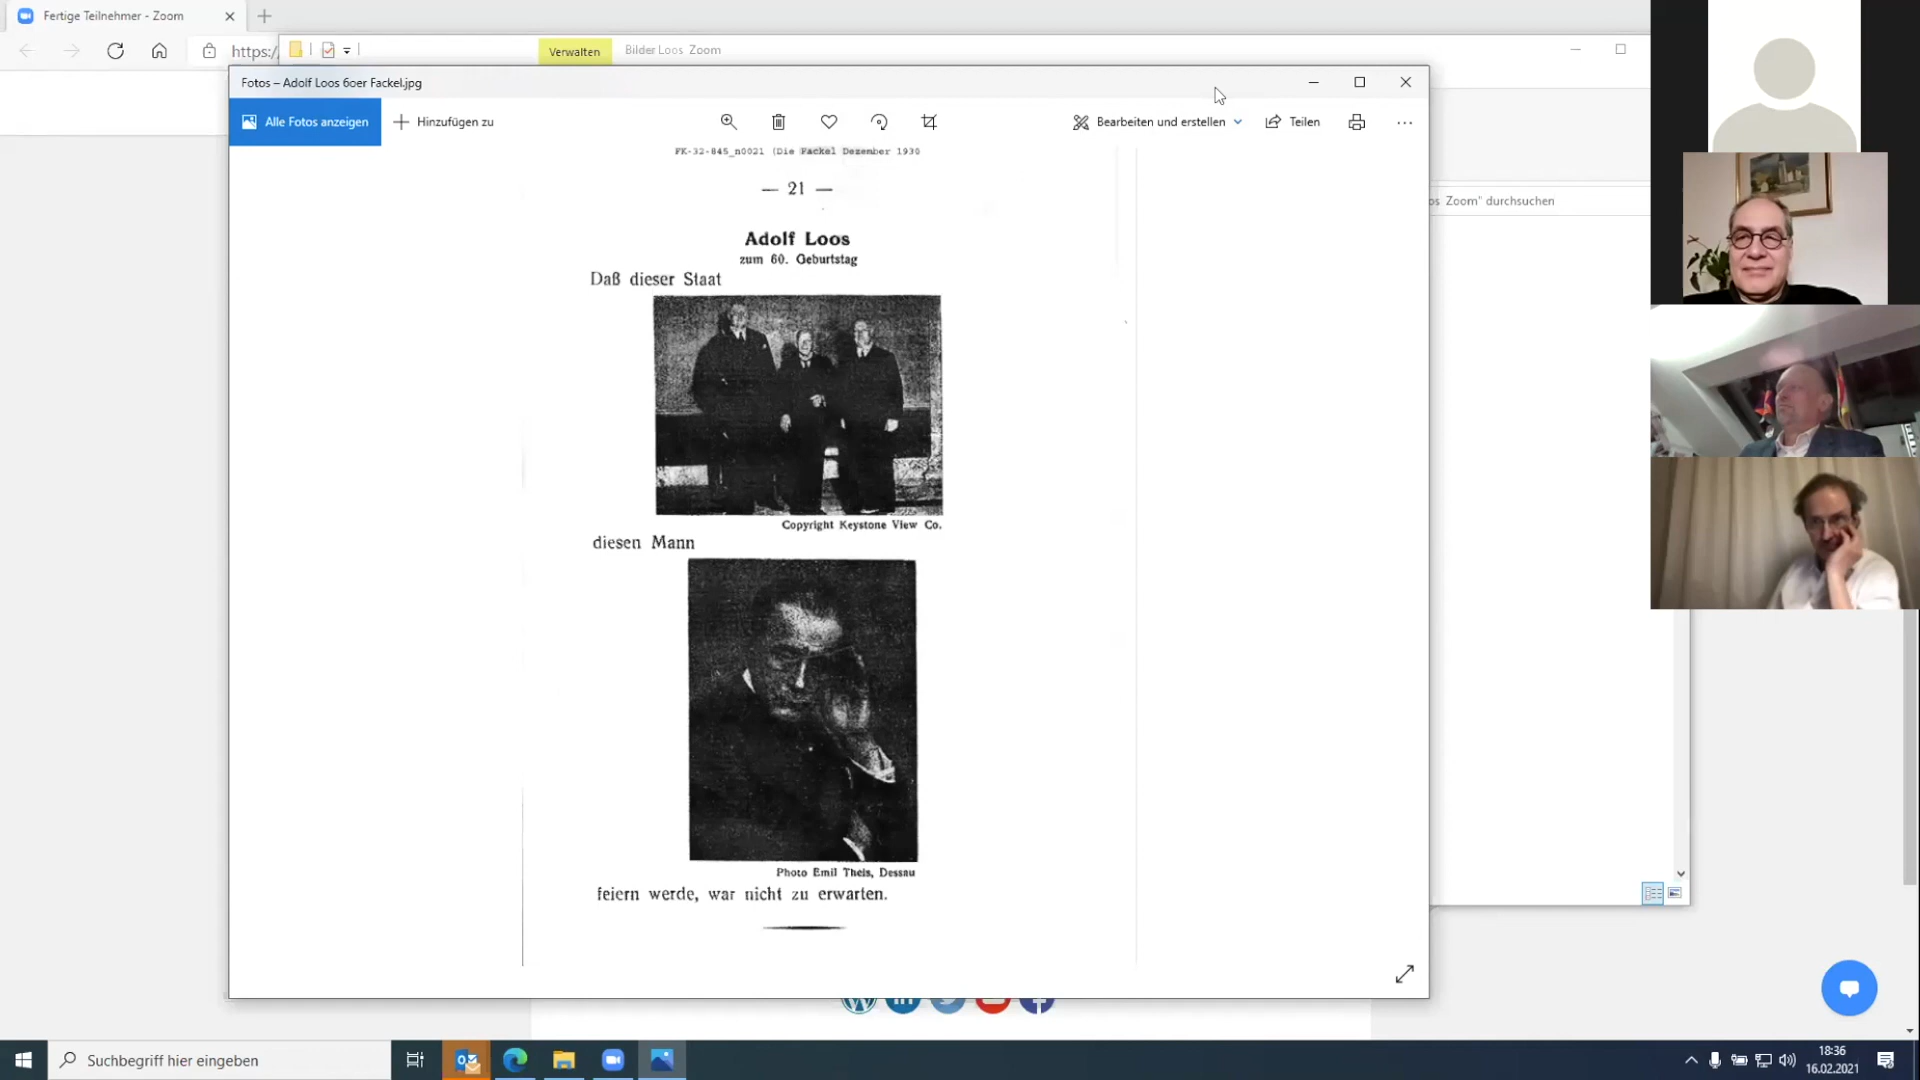 Fertige Teilnehmer - Zoom
https:/
Verwalten
Bilder Loos Zoom
Fotos – Adolf Loos 6oer Fackel.jpg
Alle Fotos anzeigen
Hinzufügen zu
Bearbeiten und erstellen
Teilen
FK-32-845_n0021 (Die Fackel Dezember 1930
— 21 —
Adolf Loos
zum 60. Geburtstag
Daß dieser Staat
Copyright Keystone View Co.
diesen Mann
Photo Emil Theis, Dessau
feiern werde, war nicht zu erwarten.
os Zoom" durchsuchen
Suchbegriff hier eingeben
18:36
16.02.2021